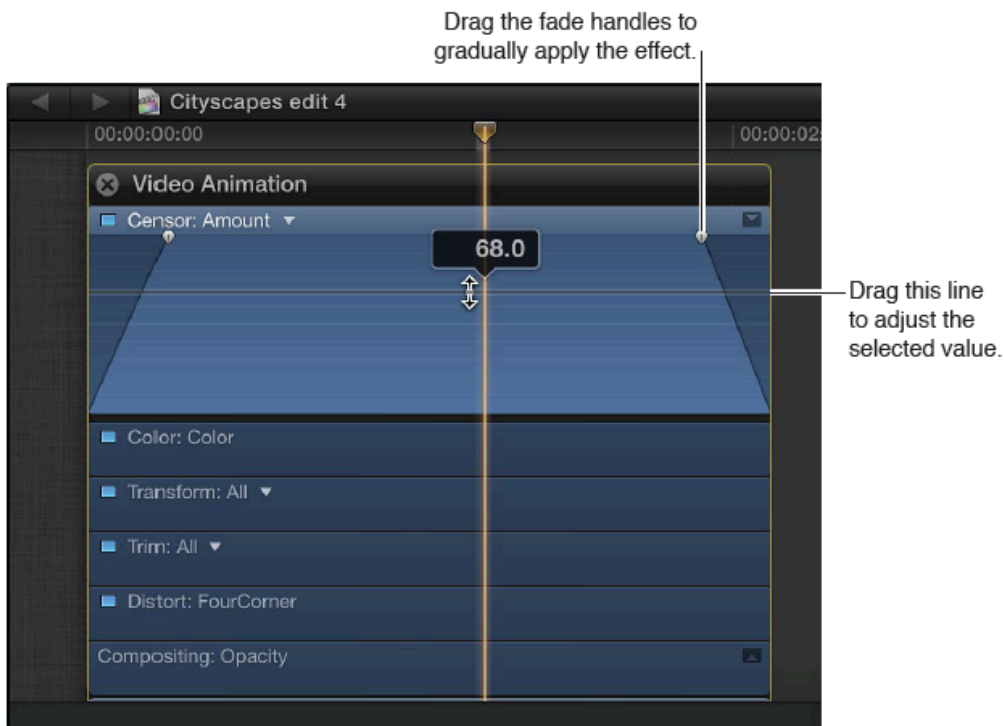 Drag the fade handles to
gradually apply the effect.
Cityscapes edit 4
00:00:00:00
00:00:02
Video Animation
Censor: Amount
68.0
Drag this line
to adjust the
selected value.
Color: Color
Transform: All
Trim: All
Distort: FourCorner
Compositing: Opacity